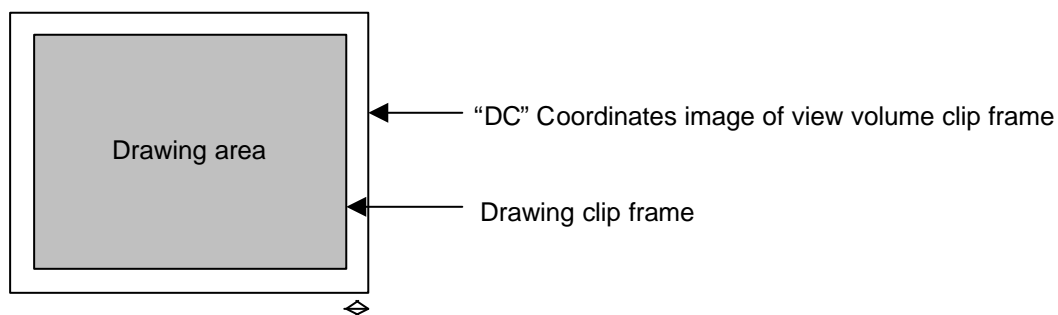 “DC” Coordinates image of view volume clip frame
Drawing area
Drawing clip frame